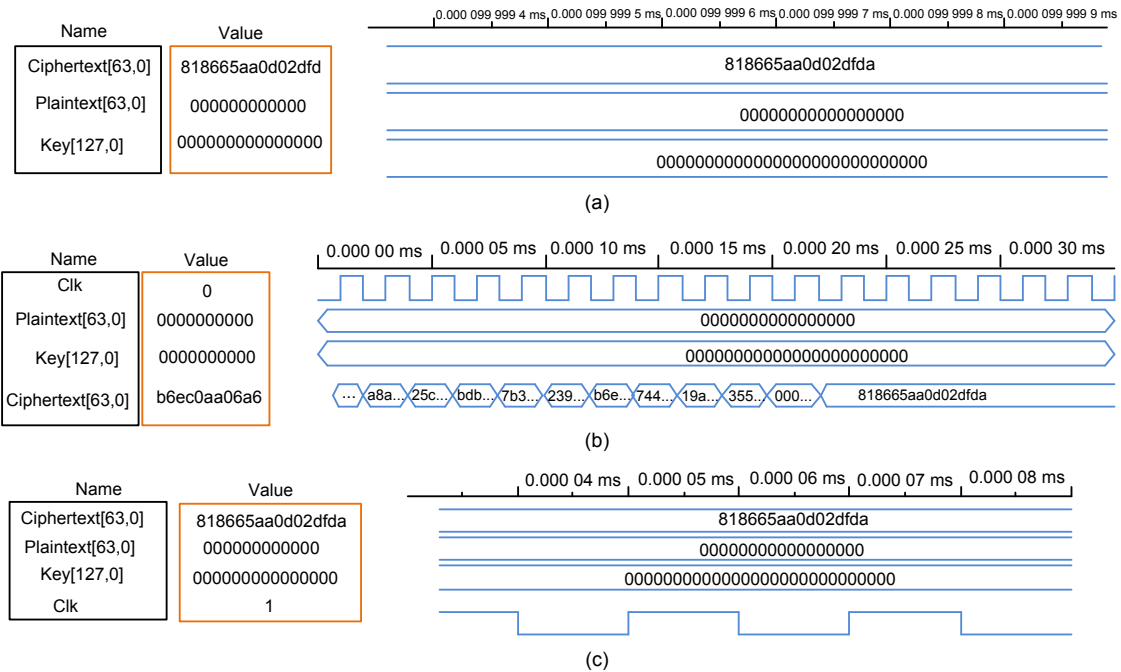 0.000 099 999 4 ms 0.000 099 999 5 ms 0.000 099 999 6 ms 0.000 099 999 7 ms 0.000 099 999 8 ms 0.000 099 999 9 ms
Name Value
Ciphertext[63,0] 818665aa0d02dfd 818665aa0d02dfda
Plaintext[63,0] 000000000000 00000000000000000
Key[127,0] 000000000000000 0000000000000000000000000000
(a)
Name Value 0.000 00 ms 0.000 05 ms 0.000 10 ms 0.000 15 ms 0.000 20 ms 0.000 25 ms 0.000 30 ms
Clk 0
Plaintext[63,0] 0000000000 0000000000000000
Key[127,0] 0000000000 00000000000000000000000
Ciphertext[63,0] b6ec0aa06a6 ... a8a... 25c... bdb... 7b3... 239... b6e... 744... 19a... 355... 000... 818665aa0d02dfda
(b)
Name Value 0.000 04 ms 0.000 05 ms 0.000 06 ms 0.000 07 ms 0.000 08 ms
Ciphertext[63,0] 818665aa0d02dfda 818665aa0d02dfda
Plaintext[63,0] 000000000000 00000000000000000
Key[127,0] 000000000000000 0000000000000000000000000000
Clk 1
(c)